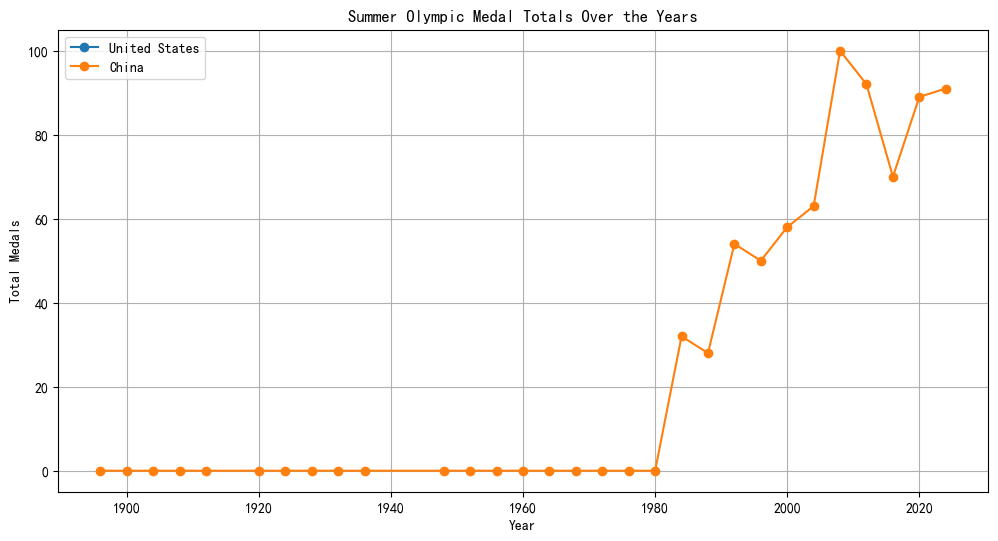 Summer Olympic Medal Totals Over the Years
United States
China
100
80
60
40
20
0
Total Medals
1900 1920 1940 1960 1980 2000 2020
Year